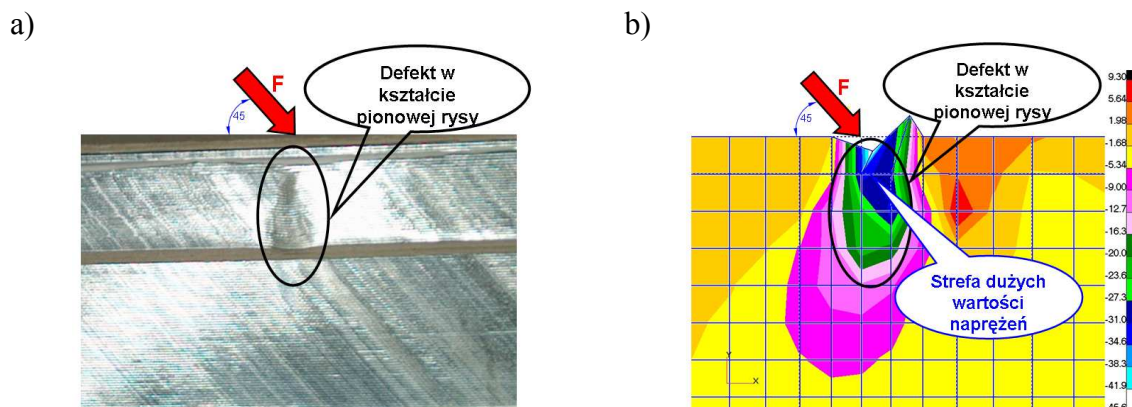 a)
b)
F
45
Defekt w
kształcie
pionowej rysy
F
45
Defekt w
kształcie
pionowej rysy
Strefa dużych
wartości
naprężeń
Y
X
9.30
5.64
1.98
-1.68
-5.34
-9.00
-12.7
-16.3
-20.0
-23.6
-27.3
-31.0
-34.6
-38.3
-41.9